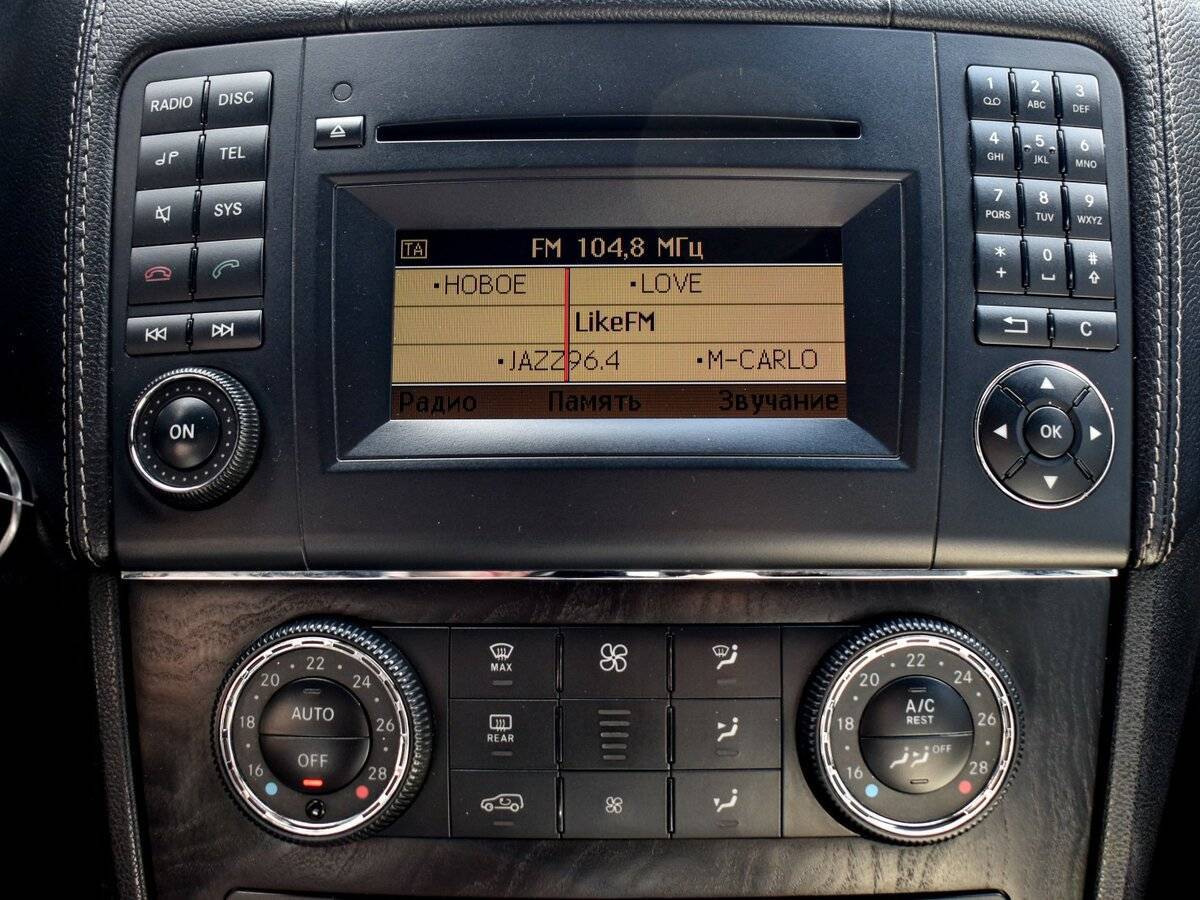 RADIO DISC
TEL
SYS
ON
TA FM 104,8 МГц
•НОВОЕ •LOVE
LikeFM
•JAZZ96.4 •M-CARLO
Радио Память Звучание
1 2 ABC 3 DEF
4 GHI 5 JKL 6 MNO
7 PQRS 8 TUV 9 WXYZ
* + 0 #
C
OK
16 18 20 22 24 26 28
AUTO
OFF
MAX
REAR
16 18 20 22 24 26 28
A/C
REST
OFF